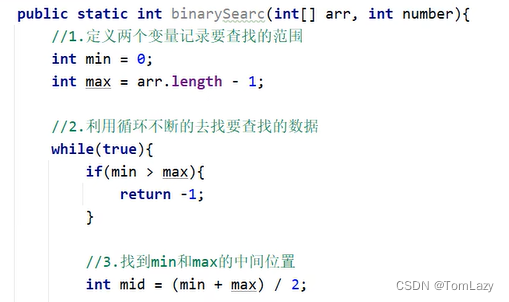 public static int binarySearc(int[] arr, int number){
//1.定义两个变量记录要查找的范围
int min = 0;
int max = arr.length - 1;
//2.利用循环不断的去找要查找的数据
while(true){
if(min > max){
return -1;
}
//3.找到min和max的中间位置
int mid = (min + max) / 2;
CSDN @TomLazy